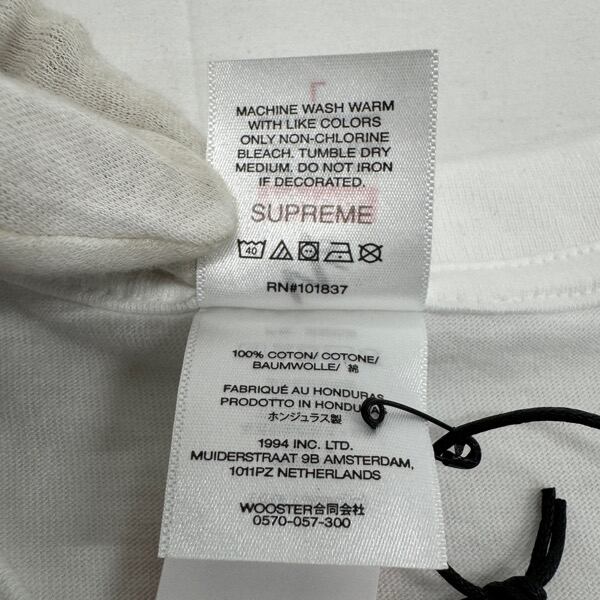 MACHINE WASH WARM
WITH LIKE COLORS
ONLY NON-CHLORINE
BLEACH. TUMBLE DRY
MEDIUM. DO NOT IRON
IF DECORATED.
SUPREME
40
RN#101837
100% COTON/ COTONE/
BAUMWOLLE/ 綿
FABRIQUÉ AU HONDURAS
PRODOTTO IN HONDURAS
ホンジュラス製
1994 INC. LTD.
MUIDERSTRAAT 9B AMSTERDAM,
1011PZ NETHERLANDS
WOOSTER合同会社
0570-057-300